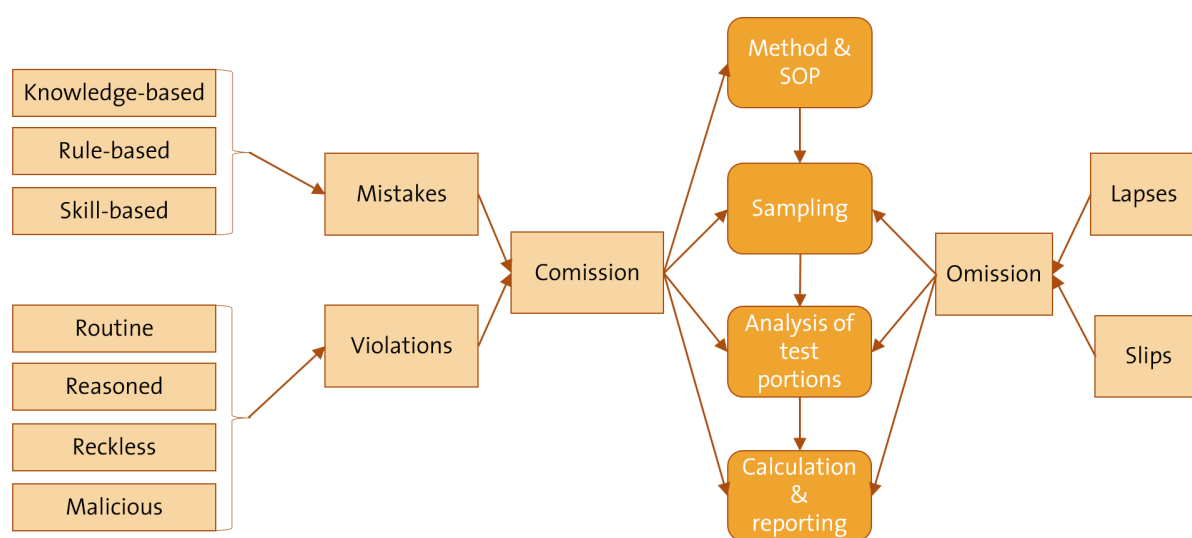 Knowledge-based
Rule-based
Skill-based
Routine
Reasoned
Reckless
Malicious
Mistakes
Violations
Comission
Method &
SOP
Sampling
Analysis of
test
portions
Calculation
&
reporting
Omission
Lapses
Slips